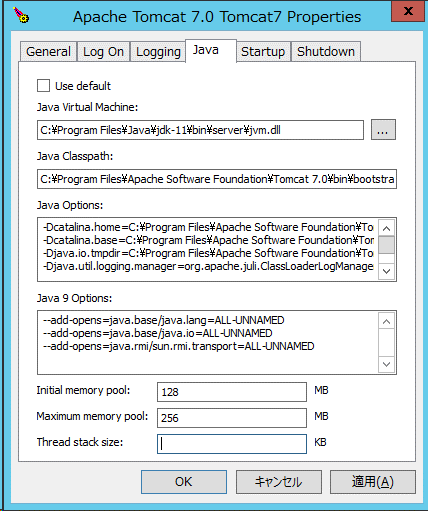 Apache Tomcat 7.0 Tomcat7 Properties
x
General Log On Logging Java Startup Shutdown
Use default
Java Virtual Machine:
C:¥Program Files¥Java¥jdk-11¥bin¥server¥jvm.dll
...
Java Classpath:
C:¥Program Files¥Apache Software Foundation¥Tomcat 7.0¥bin¥bootstra
Java Options:
-Dcatalina.home=C:¥Program Files¥Apache Software Foundation¥Tor
-Dcatalina.base=C:¥Program Files¥Apache Software Foundation¥Tom
-Djava.io.tmpdir=C:¥Program Files¥Apache Software Foundation¥Tor
-Djava.util.logging.manager=org.apache.juli.ClassLoaderLogManage
Java 9 Options:
--add-opens=java.base/java.lang=ALL-UNNAMED
--add-opens=java.base/java.io=ALL-UNNAMED
--add-opens=java.rmi/sun.rmi.transport=ALL-UNNAMED
Initial memory pool: 128 MB
Maximum memory pool: 256 MB
Thread stack size: KB
OK キャンセル 適用(A)